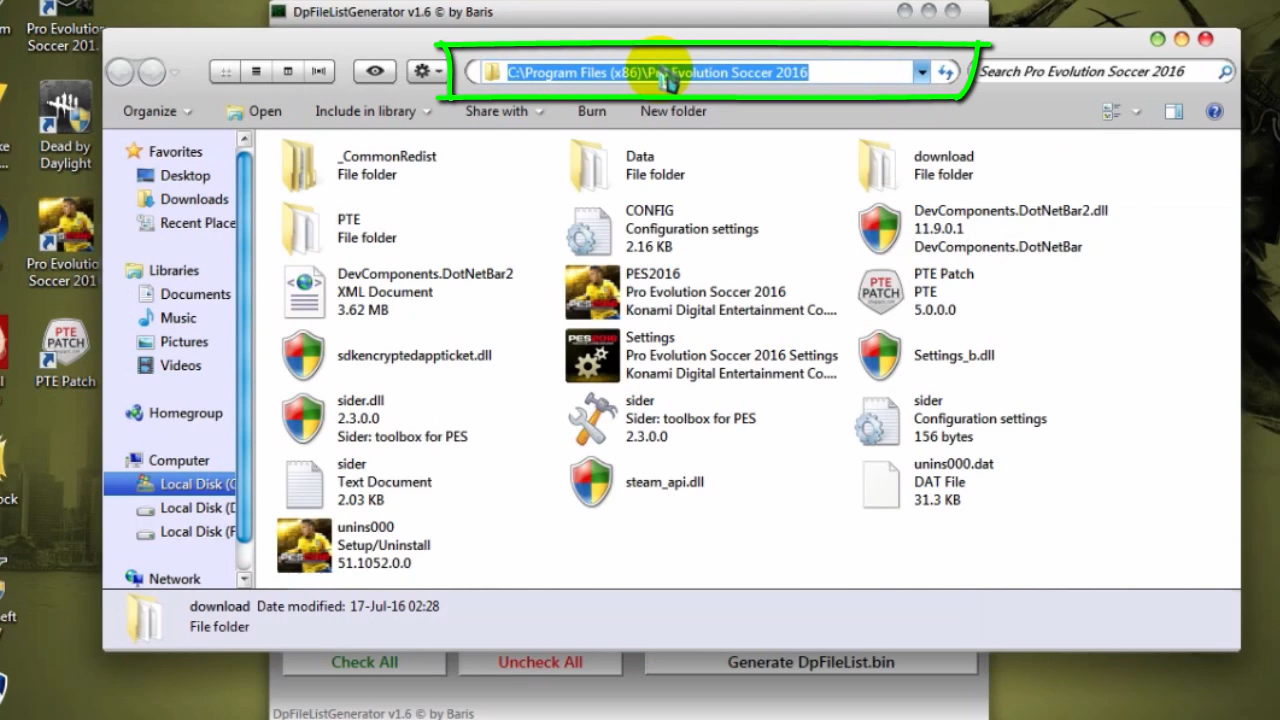 DpFileListGenerator v1.6 © by Baris
Pro Evolution
Soccer 201.
C:\Program Files (x86)\Pro Evolution Soccer 2016
Search Pro Evolution Soccer 2016
Organize
Open
Include in library
Share with
Burn
New folder
Dead by
Daylight
Pro Evolutio
Soccer 201
PTE
PATCH
PTE Patch
Favorites
Desktop
Downloads
Recent Place
Libraries
Documents
Music
Pictures
Videos
Homegroup
Computer
Local Disk (C
Local Disk (D
Local Disk (F
Network
_CommonRedist
File folder
Data
File folder
download
File folder
PTE
File folder
CONFIG
Configuration settings
2.16 KB
DevComponents.DotNetBar2.dll
11.9.0.1
DevComponents.DotNetBar
DevComponents.DotNetBar2
XML Document
3.62 MB
PES2016
Pro Evolution Soccer 2016
Konami Digital Entertainment Co....
PTE
PATCH
PTE Patch
PTE
5.0.0.0
sdkencryptedappticket.dll
PES2016
Settings
Pro Evolution Soccer 2016 Settings
Konami Digital Entertainment Co....
Settings_b.dll
sider.dll
2.3.0.0
Sider: toolbox for PES
sider
Sider: toolbox for PES
2.3.0.0
sider
Configuration settings
156 bytes
sider
Text Document
2.03 KB
steam_api.dll
unins000.dat
DAT File
31.3 KB
unins000
Setup/Uninstall
51.1052.0.0
download Date modified: 17-Jul-16 02:28
File folder
Check All
Uncheck All
Generate DpFileList.bin
DpFileListGenerator v1.6 © by Baris